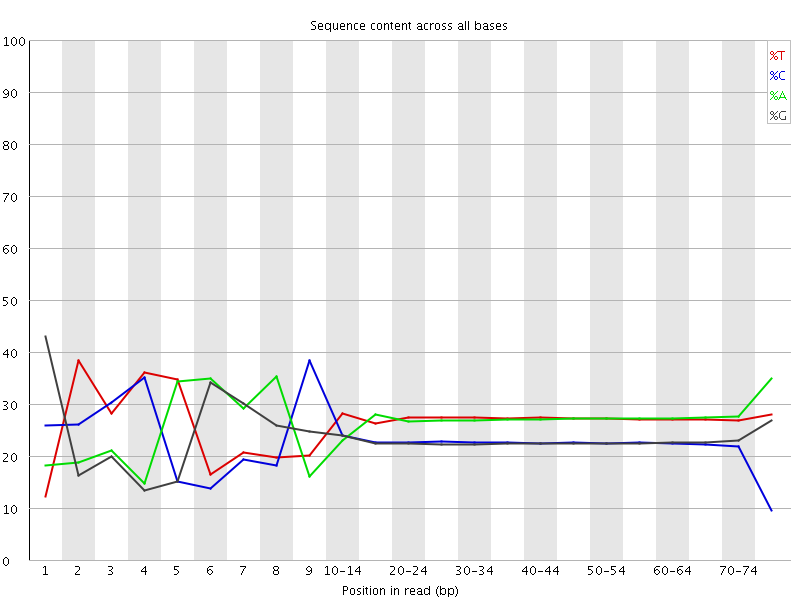 Sequence content across all bases
%T
%C
%A
%G
100
90
80
70
60
50
40
30
20
10
0
1 2 3 4 5 6 7 8 9 10-14 20-24 30-34 40-44 50-54 60-64 70-74
Position in read (bp)